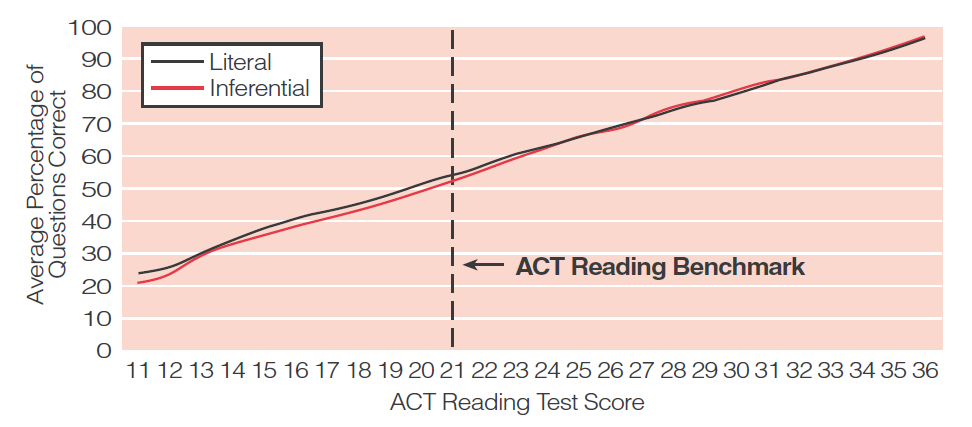 100
90
80
70
60
50
40
30
20
10
0
Average Percentage of
Questions Correct
Literal
Inferential
ACT Reading Benchmark
11 12 13 14 15 16 17 18 19 20 21 22 23 24 25 26 27 28 29 30 31 32 33 34 35 36
ACT Reading Test Score